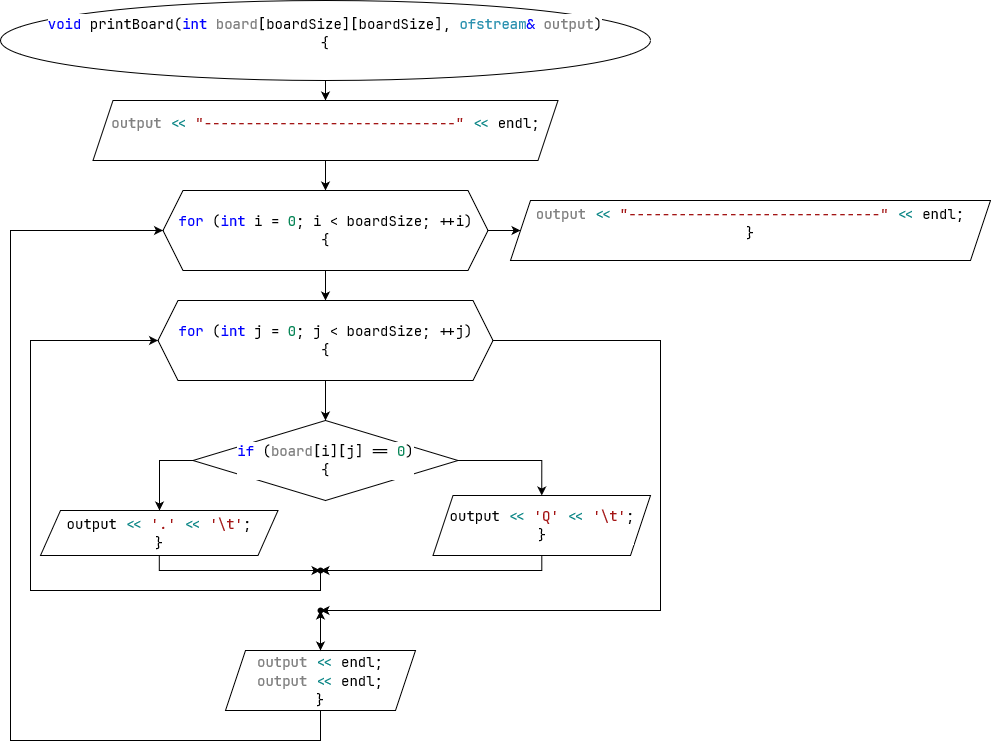 void printBoard(int board[boardSize][boardSize], ofstream& output)
{
output << "------------------------------" << endl;
for (int i = 0; i < boardSize; ++i)
{
output << "------------------------------" << endl;
}
for (int j = 0; j < boardSize; ++j)
{
if (board[i][j] == 0)
{
output << '.' << '\t';
}
output << 'Q' << '\t';
}
output << endl;
output << endl;
}